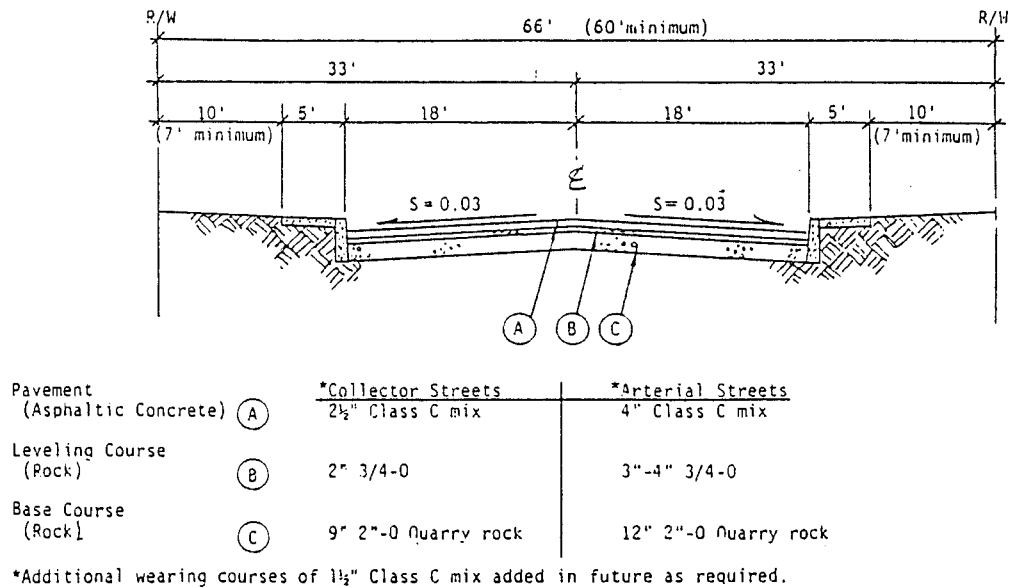 R/W R/W
66' (60'minimum)
33' 33'
10' 5' 18' 18' 5' 10'
(7' minimum) (7'minimum)
S = 0.03 S = 0.03
A B C
Pavement *Collector Streets *Arterial Streets
(Asphaltic Concrete) A 2½" Class C mix 4" Class C mix
Leveling Course
(Rock) B 2" 3/4-0 3"-4" 3/4-0
Base Course
(Rock) C 9" 2"-0 Quarry rock 12" 2"-0 Quarry rock
*Additional wearing courses of 1½" Class C mix added in future as required.